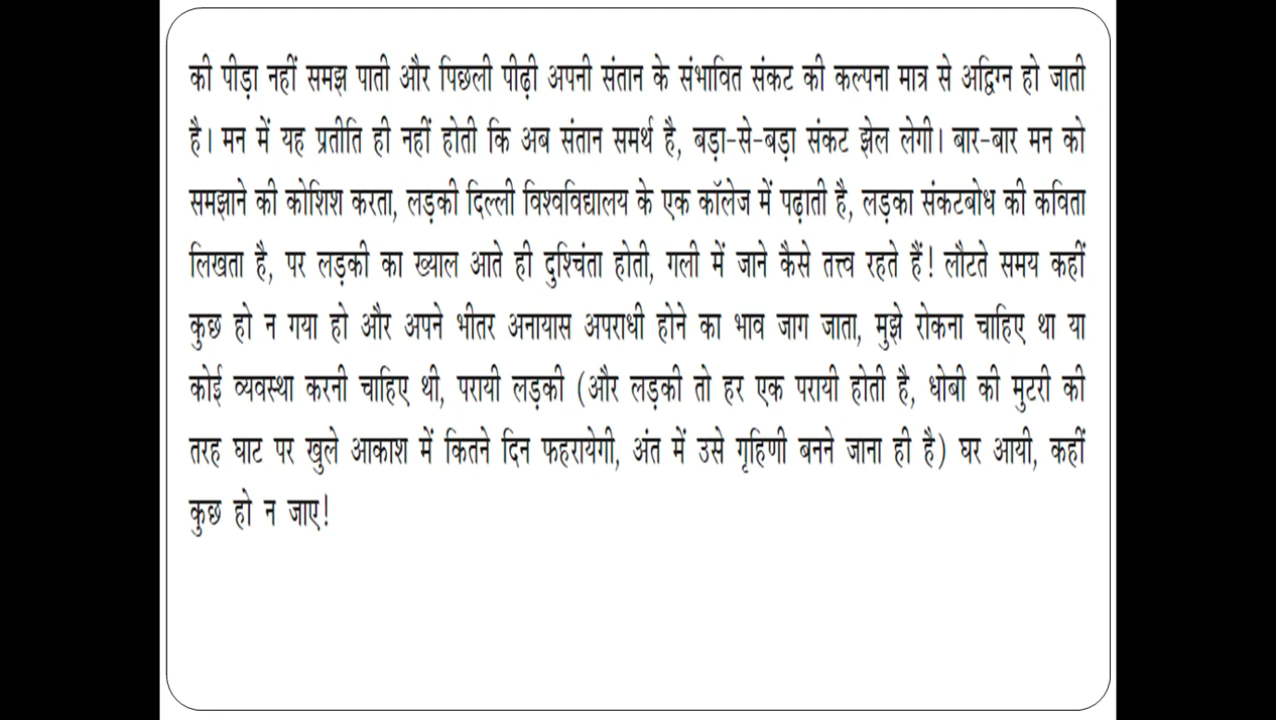 की पीड़ा नहीं समझ पाती और पिछली पीढ़ी अपनी संतान के संभावित संकट की कल्पना मात्र से अद्विग्न हो जाती
है। मन में यह प्रतीति ही नहीं होती कि अब संतान समर्थ है, बड़ा-से-बड़ा संकट झेल लेगी। बार-बार मन को
समझाने की कोशिश करता, लड़की दिल्ली विश्वविद्यालय के एक कॉलेज में पढ़ाती है, लड़का संकटबोध की कविता
लिखता है, पर लड़की का ख्याल आते ही दुश्चिंता होती, गली में जाने कैसे तत्त्व रहते हैं! लौटते समय कहीं
कुछ हो न गया हो और अपने भीतर अनायास अपराधी होने का भाव जाग जाता, मुझे रोकना चाहिए था या
कोई व्यवस्था करनी चाहिए थी, परायी लड़की (और लड़की तो हर एक परायी होती है, धोबी की मुटरी की
तरह घाट पर खुले आकाश में कितने दिन फहरायेगी, अंत में उसे गृहिणी बनने जाना ही है) घर आयी, कहीं
कुछ हो न जाए!